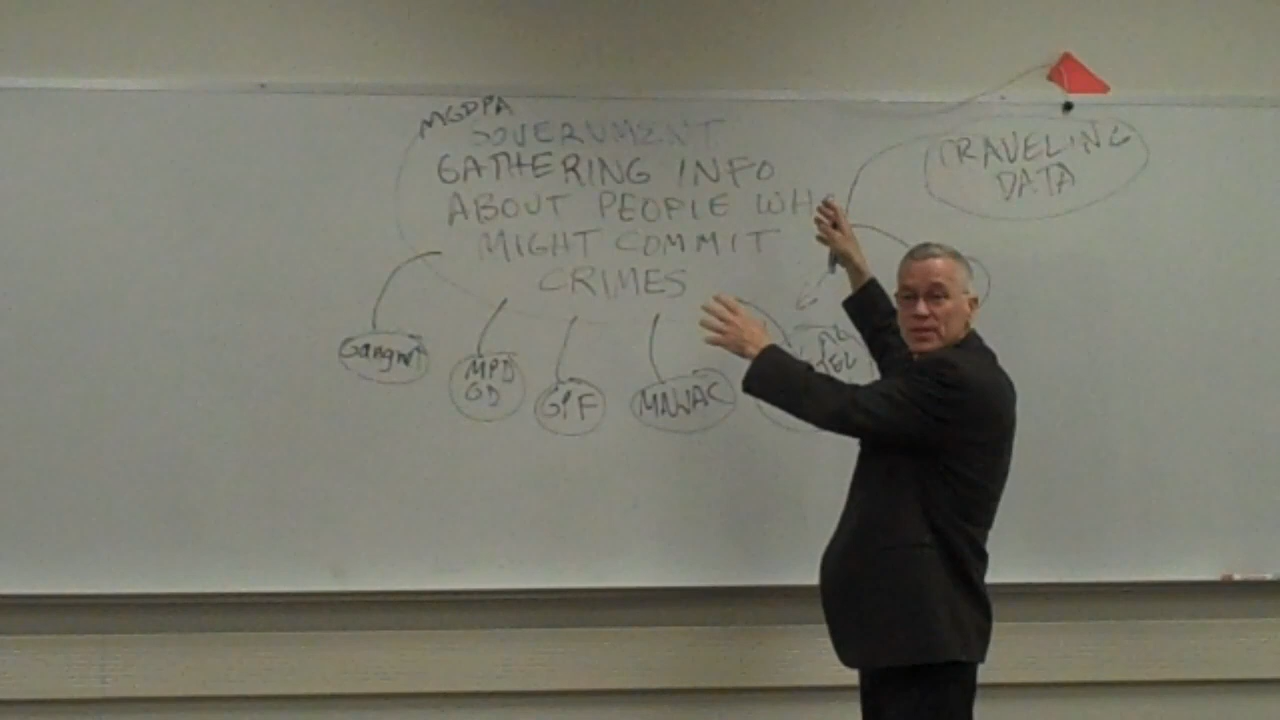 MGDPA
GOVERNMENT
GATHERING INFO
ABOUT PEOPLE WHO
MIGHT COMMIT
CRIMES
TRAVELING
DATA
Gangnet
MPD
GD
GIF
MNJAC